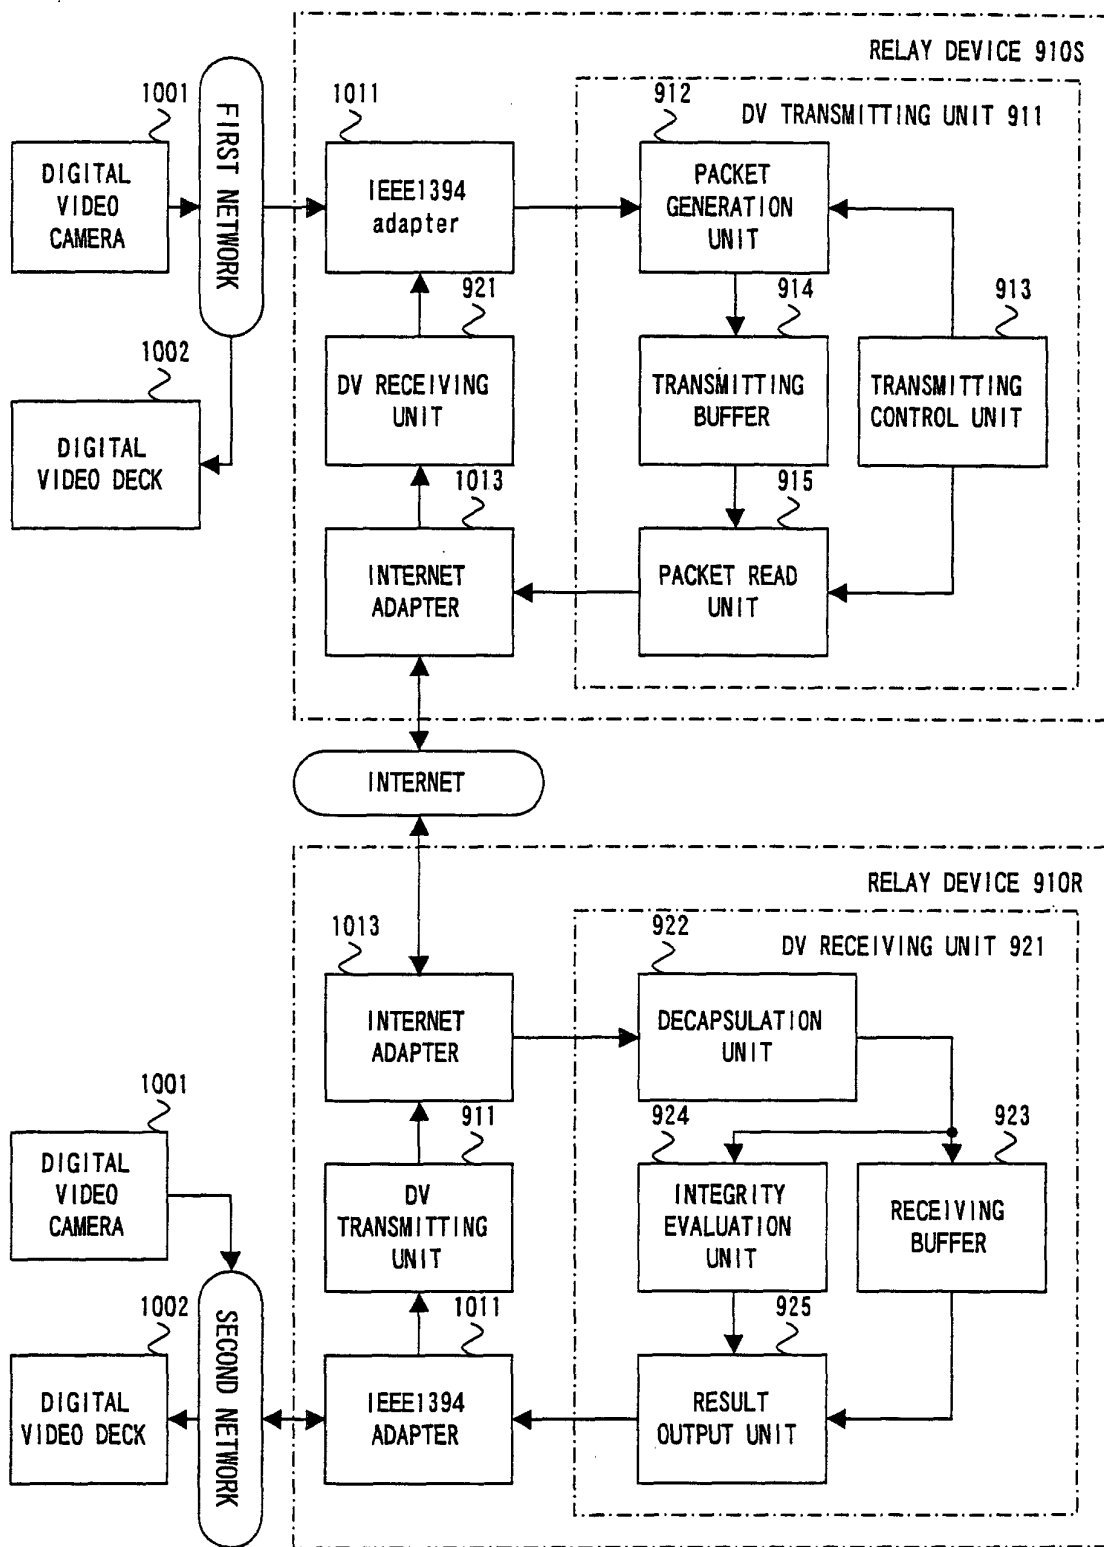 RELAY DEVICE 910S
1001
1011
912
DV TRANSMITTING UNIT 911
DIGITAL
VIDEO
CAMERA
FIRST NETWORK
IEEE1394
adapter
PACKET
GENERATION
UNIT
921
914
913
1002
DV RECEIVING
UNIT
TRANSMITTING
BUFFER
TRANSMITTING
CONTROL UNIT
DIGITAL
VIDEO DECK
1013
915
INTERNET
ADAPTER
PACKET READ
UNIT
INTERNET
RELAY DEVICE 910R
1013
922
DV RECEIVING UNIT 921
INTERNET
ADAPTER
DECAPSULATION
UNIT
1001
911
924
923
DIGITAL
VIDEO
CAMERA
DV
TRANSMITTING
UNIT
INTEGRITY
EVALUATION
UNIT
RECEIVING
BUFFER
1002
SECOND NETWORK
1011
925
DIGITAL
VIDEO DECK
IEEE1394
ADAPTER
RESULT
OUTPUT UNIT